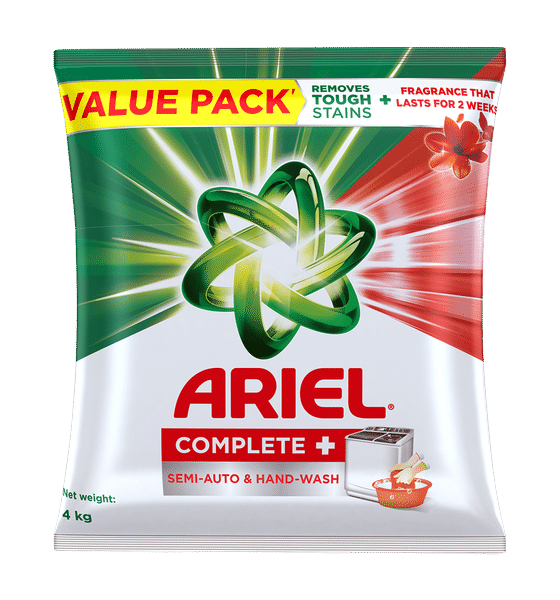 VALUE PACK'
REMOVES
TOUGH
STAINS
+
FRAGRANCE THAT
LASTS FOR 2 WEEKS
ARIEL®
COMPLETE +
SEMI-AUTO & HAND-WASH
Net weight:
4 kg